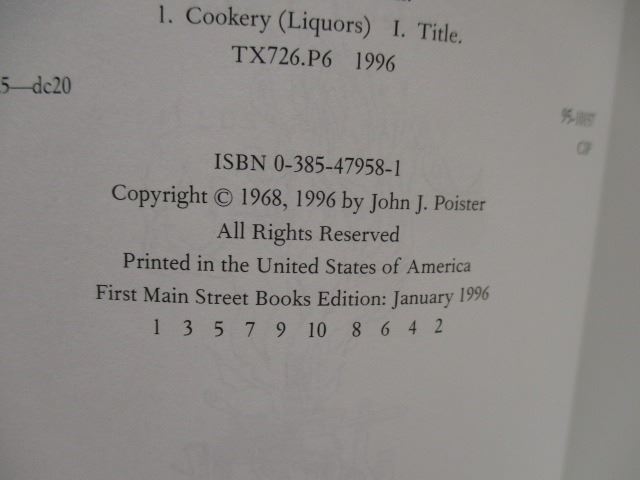 1. Cookery (Liquors) I. Title.
TX726.P6 1996
5—dc20
CIP
ISBN 0-385-47958-1
Copyright © 1968, 1996 by John J. Poister
All Rights Reserved
Printed in the United States of America
First Main Street Books Edition: January 1996
1 3 5 7 9 10 8 6 4 2